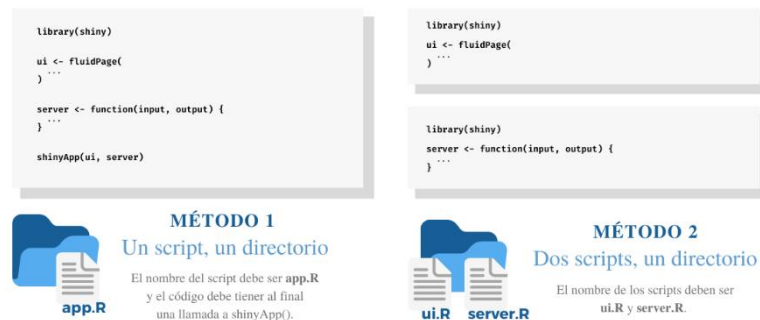 library(shiny)
ui <- fluidPage(
...
)
server <- function(input, output) {
...
}
shinyApp(ui, server)
MÉTODO 1
Un script, un directorio
El nombre del script debe ser app.R
y el código debe tiener al final
una llamada a shinyApp().
app.R
library(shiny)
ui <- fluidPage(
...
)
library(shiny)
server <- function(input, output) {
...
}
MÉTODO 2
Dos scripts, un directorio
El nombre de los scripts deben ser
ui.R y server.R.
ui.R server.R